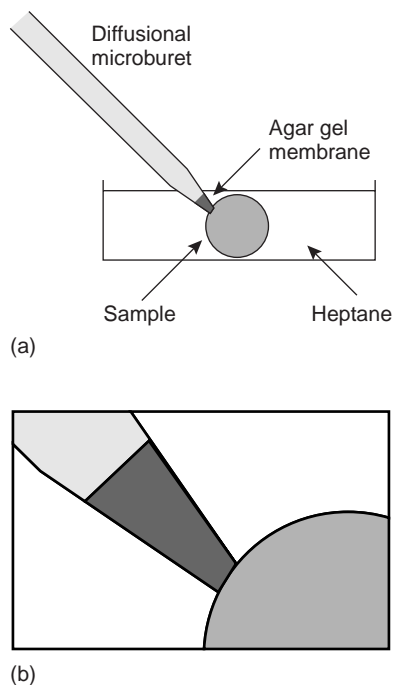 Diffusional
microburet
Agar gel
membrane
Sample
Heptane
(a)
(b)